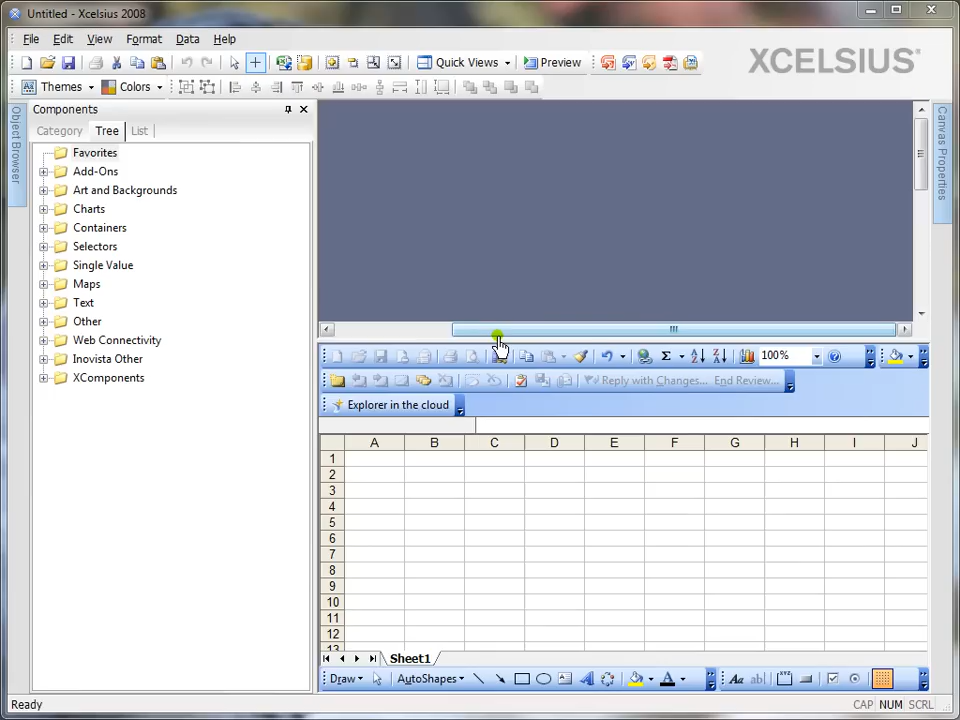 Untitled - Xcelsius 2008
File Edit View Format Data Help
Quick Views Preview XCELSIUS®
Themes Colors
Components
Category Tree List
Object Browser
Canvas Properties
Favorites
Add-Ons
Art and Backgrounds
Charts
Containers
Selectors
Single Value
Maps
Text
Other
Web Connectivity
Inovista Other
XComponents
100%
Reply with Changes... End Review...
Explorer in the cloud
A B C D E F G H I J
1
2
3
4
5
6
7
8
9
10
11
12
13
Sheet1
Draw AutoShapes
Ready CAP NUM SCRL